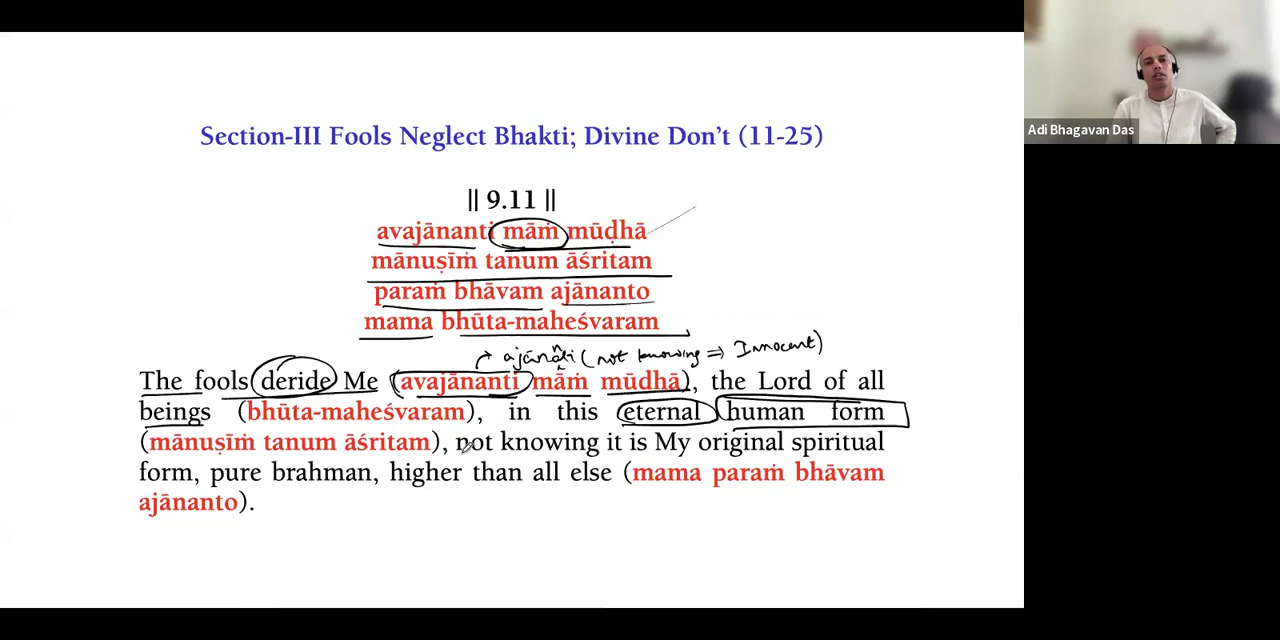 Section-III Fools Neglect Bhakti; Divine Don't (11-25)
Adi Bhagavan Das
|| 9.11 ||
avajānanti māṁ mūḍhā
mānuṣīṁ tanum āśritam
paraṁ bhāvam ajānanto
mama bhūta-maheśvaram
ajānanti (not knowing ⇒ Innocent)
The fools deride Me (avajānanti māṁ mūḍhā), the Lord of all
beings (bhūta-maheśvaram), in this eternal human form
(mānuṣīṁ tanum āśritam), not knowing it is My original spiritual
form, pure brahman, higher than all else (mama paraṁ bhāvam
ajānanto).